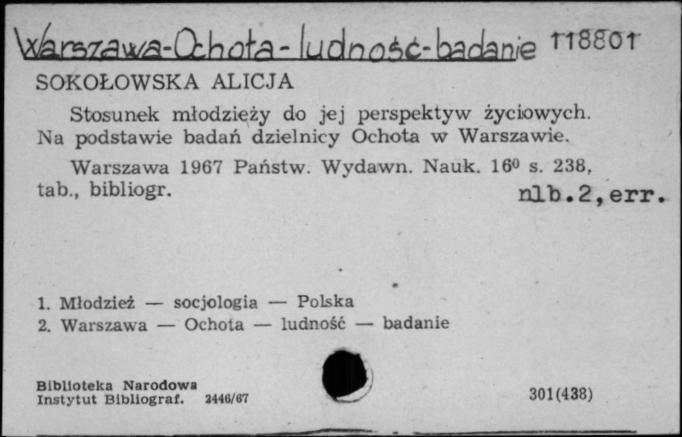 Warszawa-Ochota-ludność-badanie 118801
SOKOŁOWSKA ALICJA
Stosunek młodzieży do jej perspektyw życiowych.
Na podstawie badań dzielnicy Ochota w Warszawie.
Warszawa 1967 Państw. Wydawn. Nauk. 16⁰ s. 238,
tab., bibliogr. nlb.2,err.
1. Młodzież — socjologia — Polska
2. Warszawa — Ochota — ludność — badanie
Biblioteka Narodowa
Instytut Bibliograf. 2446/67 301(438)